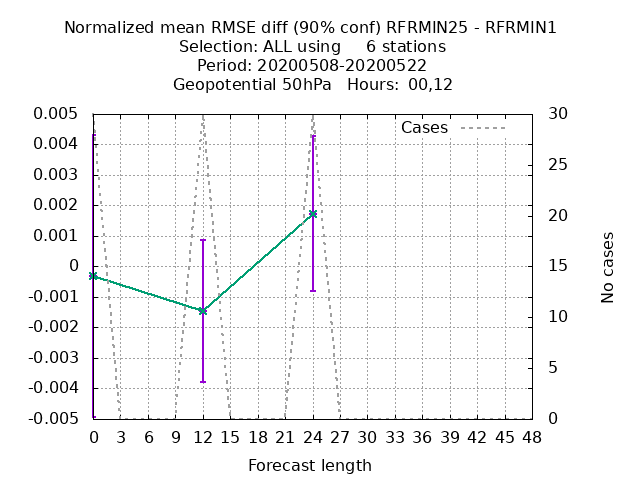 Normalized mean RMSE diff (90% conf) RFRMIN25 - RFRMIN1
Selection: ALL using 6 stations
Period: 20200508-20200522
Geopotential 50hPa Hours: 00,12
Cases
0.005
0.004
0.003
0.002
0.001
0
-0.001
-0.002
-0.003
-0.004
-0.005
30
25
20
15
10
5
0
No cases
0 3 6 9 12 15 18 21 24 27 30 33 36 39 42 45 48
Forecast length